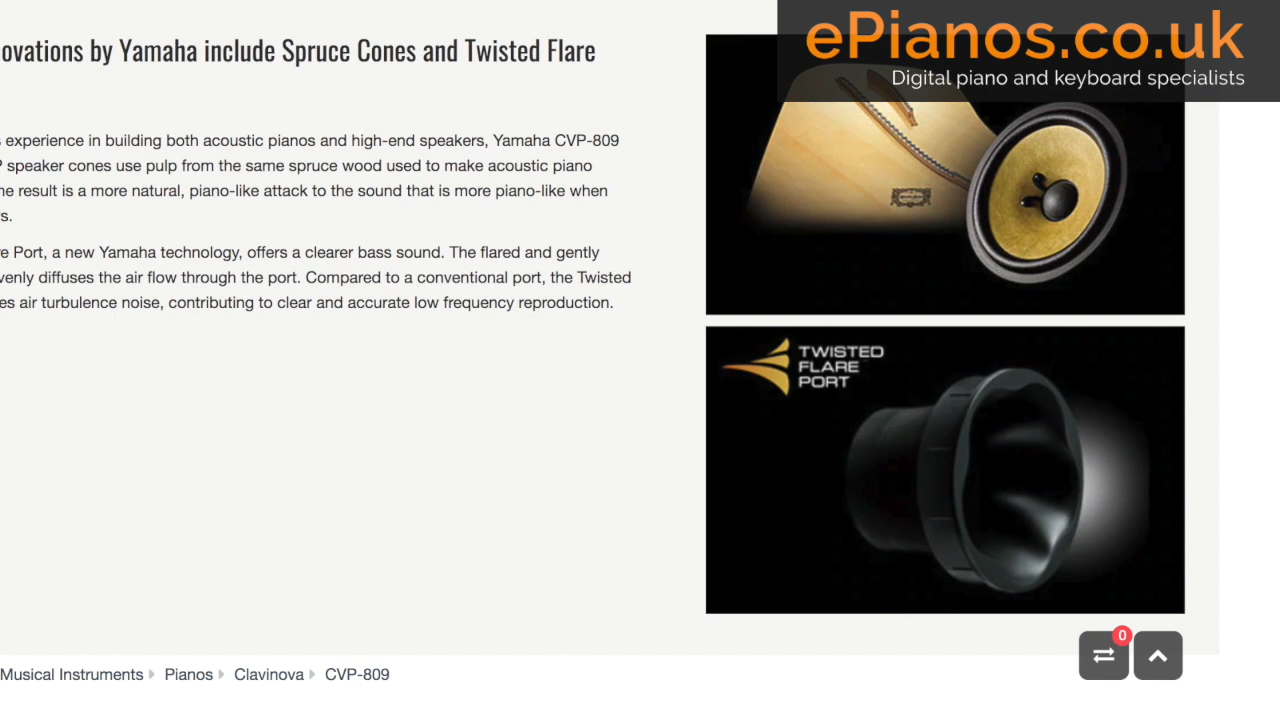 ePianos.co.uk
Digital piano and keyboard specialists
ovations by Yamaha include Spruce Cones and Twisted Flare
s experience in building both acoustic pianos and high-end speakers, Yamaha CVP-809
P speaker cones use pulp from the same spruce wood used to make acoustic piano
he result is a more natural, piano-like attack to the sound that is more piano-like when
s.
e Port, a new Yamaha technology, offers a clearer bass sound. The flared and gently
venly diffuses the air flow through the port. Compared to a conventional port, the Twisted
es air turbulence noise, contributing to clear and accurate low frequency reproduction.
TWISTED
FLARE
PORT
0
Musical Instruments Pianos Clavinova CVP-809